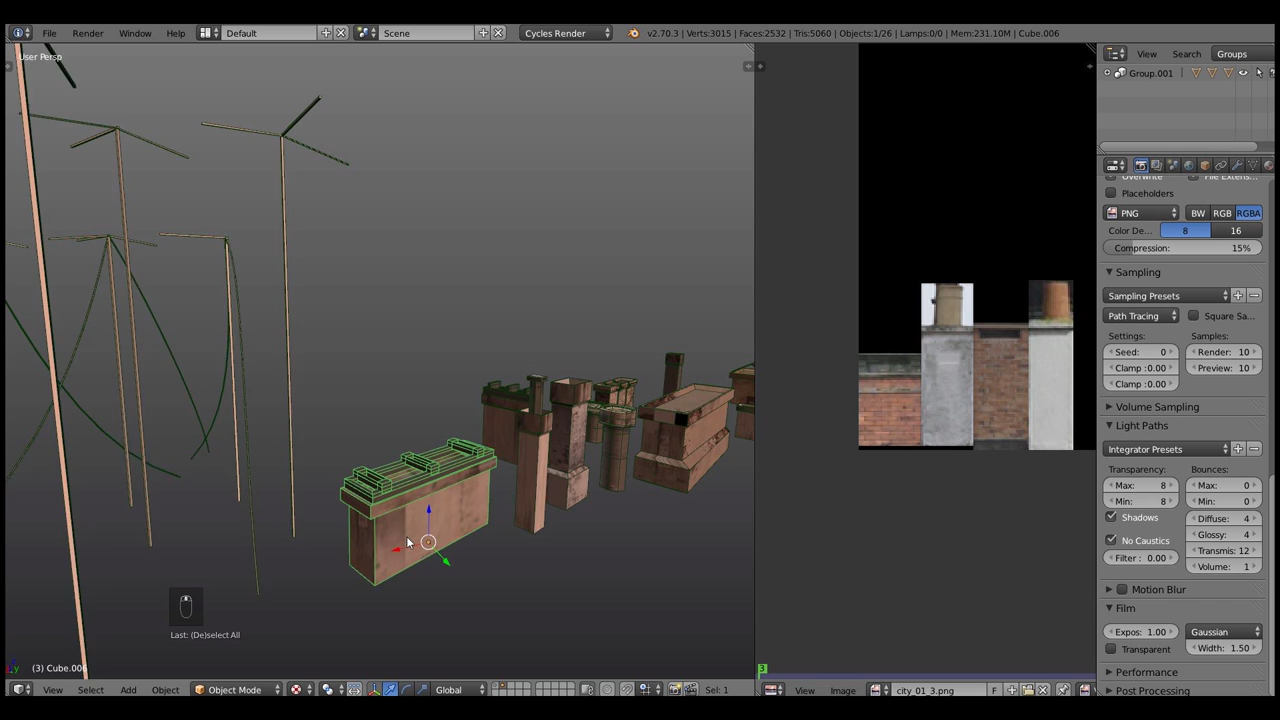 File Render Window Help Default Scene Cycles Render v2.70.3 | Verts:3015 | Faces:2532 | Tris:5060 | Objects:1/26 | Lamps:0/0 | Mem:231.10M | Cube.006
User Persp
View Search Groups
Group.001
Overwrite File Extens...
Placeholders
PNG BW RGB RGBA
Color De... 8 16
Compression: 15%
Sampling
Sampling Presets
Path Tracing Square Sa...
Settings: Samples:
Seed: 0 Render: 10
Clamp :0.00 Preview: 10
Clamp :0.00
Volume Sampling
Light Paths
Integrator Presets
Transparency: Bounces:
Max: 8 Max: 0
Min: 8 Min: 0
Shadows Diffuse: 4
No Caustics Glossy: 4
Filter : 0.00 Transmis: 12
Volume: 1
Motion Blur
Film
Expos: 1.00 Gaussian
Transparent Width: 1.50
Performance
Post Processing
Last: (De)select All
(3) Cube.006
3
View Select Add Object Object Mode Global Sel: 1
View Image city_01_3.png F